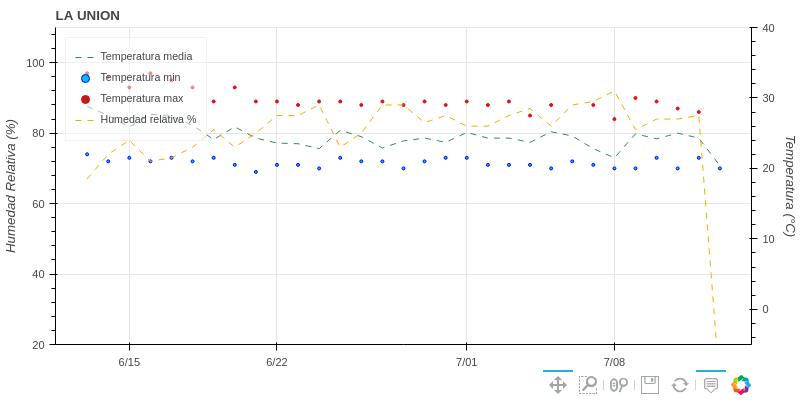 LA UNION
Temperatura media
Temperatura min
Temperatura max
Humedad relativa %
Humedad Relativa (%)
100
80
60
40
20
Temperatura (°C)
40
30
20
10
0
6/15
6/22
7/01
7/08